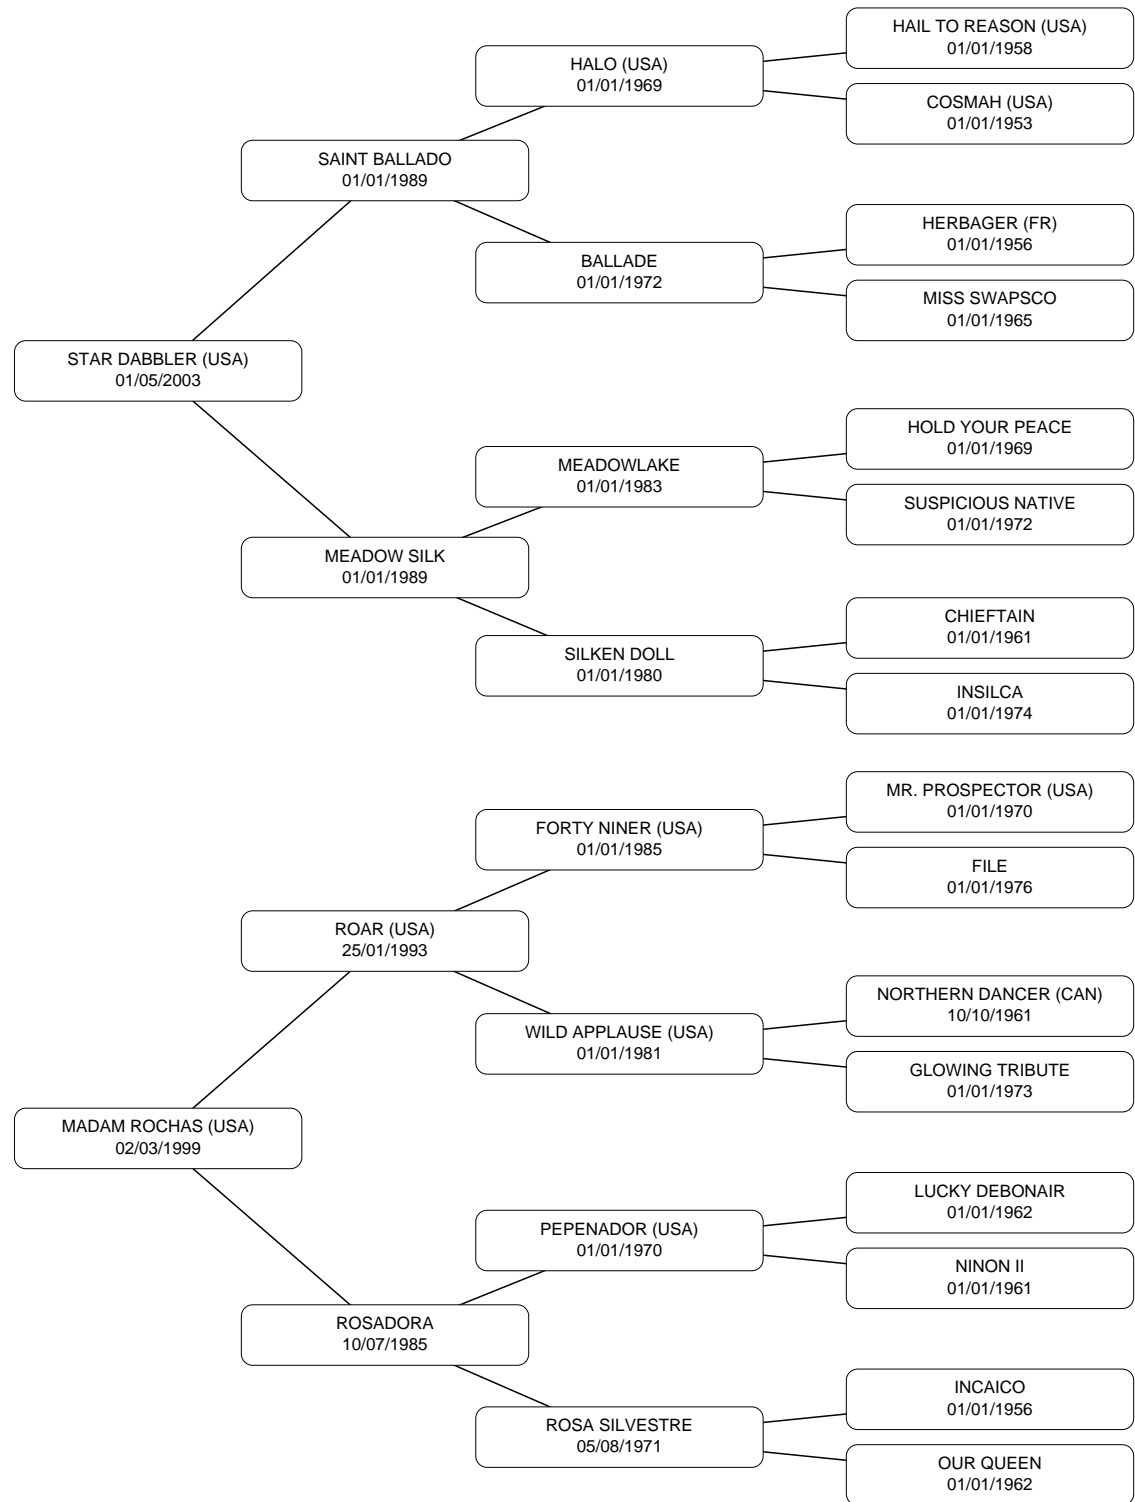 HAIL TO REASON (USA)
01/01/1958
HALO (USA)
01/01/1969
COSMAH (USA)
01/01/1953
SAINT BALLADO
01/01/1989
HERBAGER (FR)
01/01/1956
BALLADE
01/01/1972
MISS SWAPSCO
01/01/1965
STAR DABBLER (USA)
01/05/2003
HOLD YOUR PEACE
01/01/1969
MEADOWLAKE
01/01/1983
SUSPICIOUS NATIVE
01/01/1972
MEADOW SILK
01/01/1989
CHIEFTAIN
01/01/1961
SILKEN DOLL
01/01/1980
INSILCA
01/01/1974
MR. PROSPECTOR (USA)
01/01/1970
FORTY NINER (USA)
01/01/1985
FILE
01/01/1976
ROAR (USA)
25/01/1993
NORTHERN DANCER (CAN)
10/10/1961
WILD APPLAUSE (USA)
01/01/1981
GLOWING TRIBUTE
01/01/1973
MADAM ROCHAS (USA)
02/03/1999
LUCKY DEBONAIR
01/01/1962
PEPENADOR (USA)
01/01/1970
NINON II
01/01/1961
ROSADORA
10/07/1985
INCAICO
01/01/1956
ROSA SILVESTRE
05/08/1971
OUR QUEEN
01/01/1962